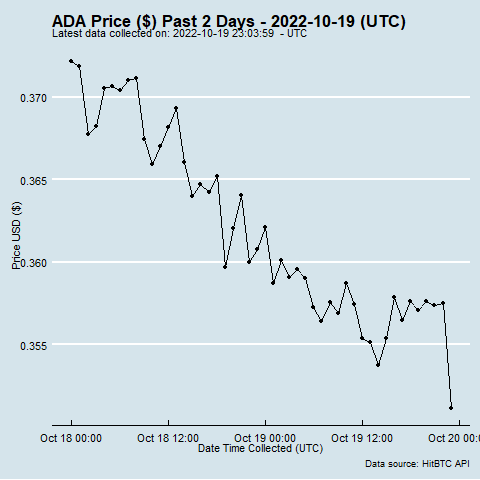 ADA Price ($) Past 2 Days - 2022-10-19 (UTC)
Latest data collected on: 2022-10-19 23:03:59 - UTC
0.370
0.365
0.360
0.355
Price USD ($)
Oct 18 00:00 Oct 18 12:00 Oct 19 00:00 Oct 19 12:00 Oct 20 00:
Date Time Collected (UTC)
Data source: HitBTC API